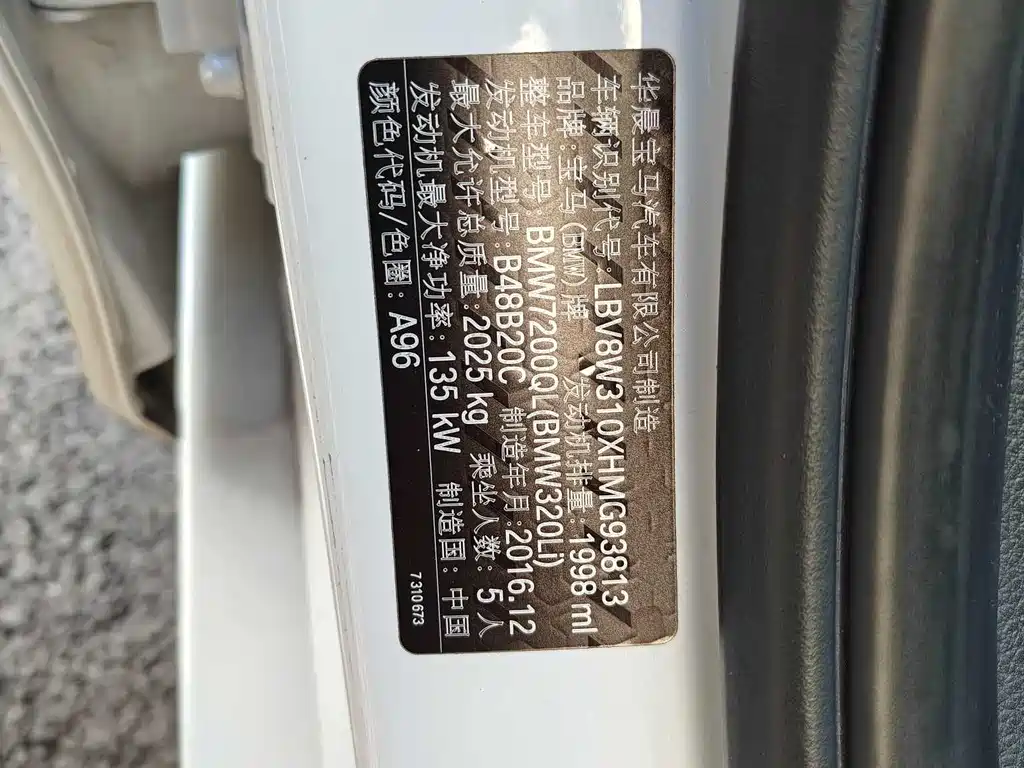 华晨宝马汽车有限公司制造
车辆识别代号: LBV8W310XHMG93813
品牌: 宝马 (BMW) 牌 发动机排量: 1998 ml
整车型号: BMW7200QL(BMW320Li)
发动机型号: B48B20C 制造年月: 2016.12
最大允许总质量: 2025 kg 乘坐人数: 5 人
发动机最大净功率: 135 kW 制造国: 中国
颜色代码/色圈: A96 7310673